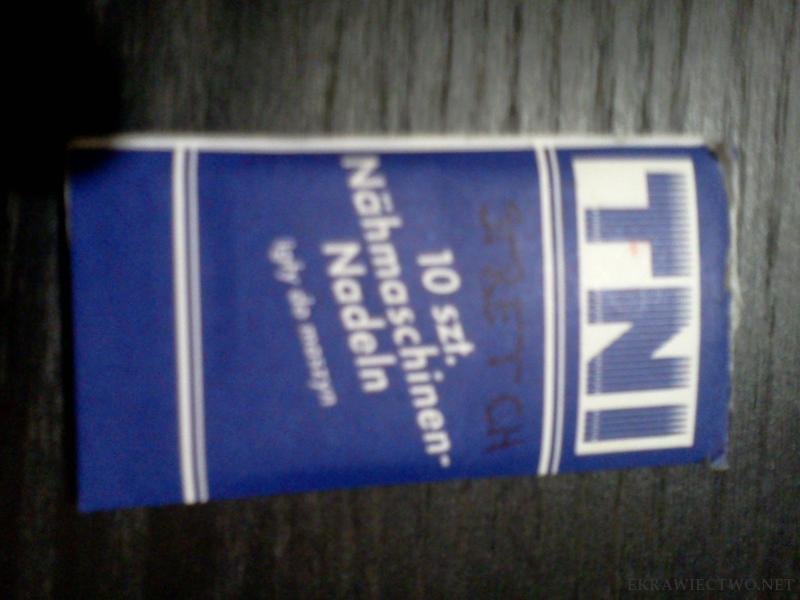 TNI
STRETCH
10 szt.
Nähmaschinen-
Nadeln
igły do maszyn
EKRAWIECTWO.NET